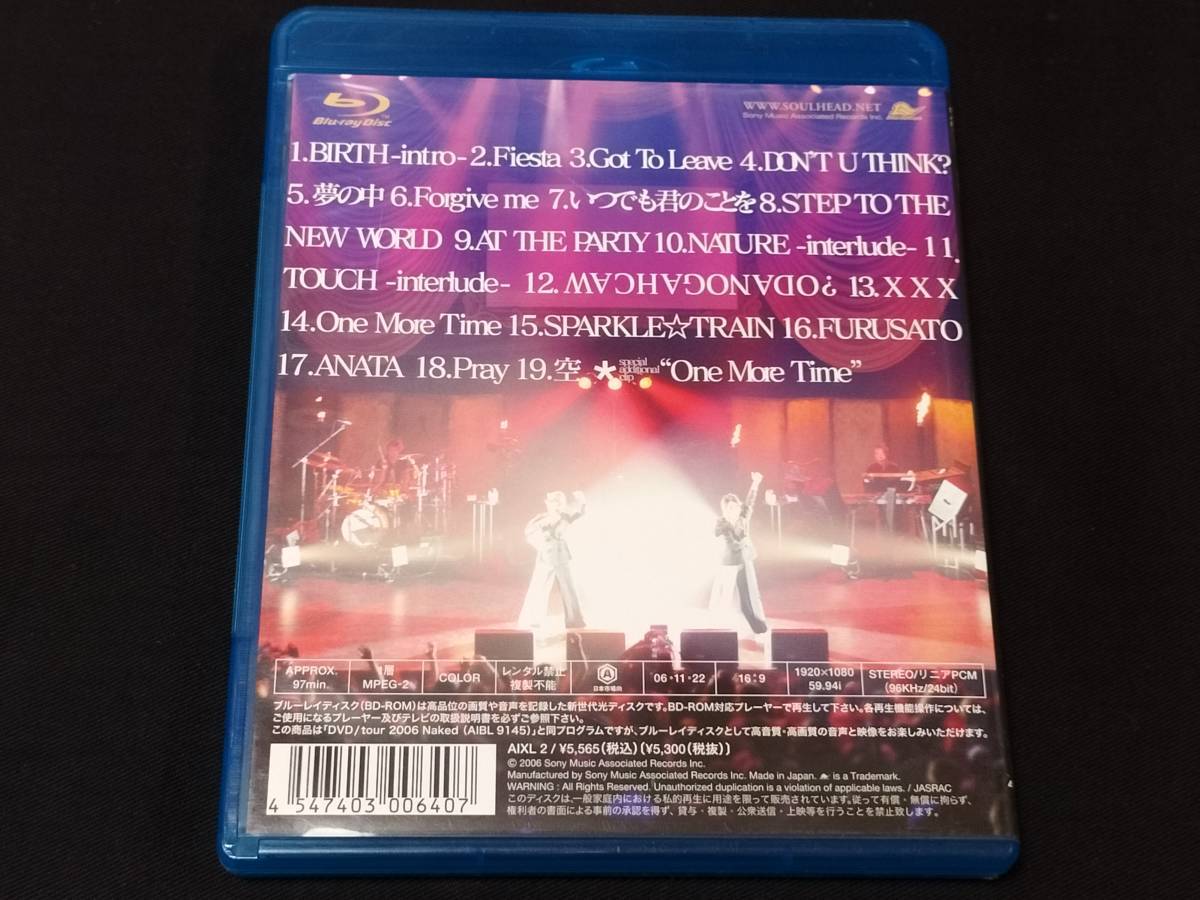 Blu-ray Disc™
WWW.SOULHEAD.NET
Sony Music Associated Records Inc.
1.BIRTH -intro- 2.Fiesta 3.Got To Leave 4.DON'T U THINK?
5.夢の中 6.Forgive me 7.いつでも君のことを 8.STEP TO THE
NEW WORLD 9.AT THE PARTY 10.NATURE -interlude- 11.
TOUCH -interlude- 12.WACHAGONADO? 13.X X X
14.One More Time 15.SPARKLE☆TRAIN 16.FURUSATO
17.ANATA 18.Pray 19.空 *special additional clip "One More Time"
APPROX. 97min.
1層 MPEG-2
COLOR
レンタル禁止 複製不能
A 日本市場向
06・11・22
16:9
1920×1080 59.94i
STEREO/リニアPCM (96KHz/24bit)
ブルーレイディスク(BD-ROM)は高品位の画質や音声を記録した新世代光ディスクです。BD-ROM対応プレーヤーで再生して下さい。各再生機能操作については、
ご使用になるプレーヤー及びテレビの取扱説明書を必ずご参照下さい。
この商品は「DVD/tour 2006 Naked (AIBL 9145)」と同プログラムですが、ブルーレイディスクとして高音質・高画質の音声と映像をお楽しみいただけます。
AIXL 2 / ¥5,565(税込)(¥5,300(税抜))
© 2006 Sony Music Associated Records Inc.
Manufactured by Sony Music Associated Records Inc. Made in Japan. is a Trademark.
WARNING : All Rights Reserved. Unauthorized duplication is a violation of applicable laws. / JASRAC
このディスクは、一般家庭内における私的再生に用途を限って販売されています。従って有償・無償に拘らず、
権利者の書面による事前の承認を得ず、貸与・複製・公衆送信・上映等を行うことを禁止致します。
4 547403 006407